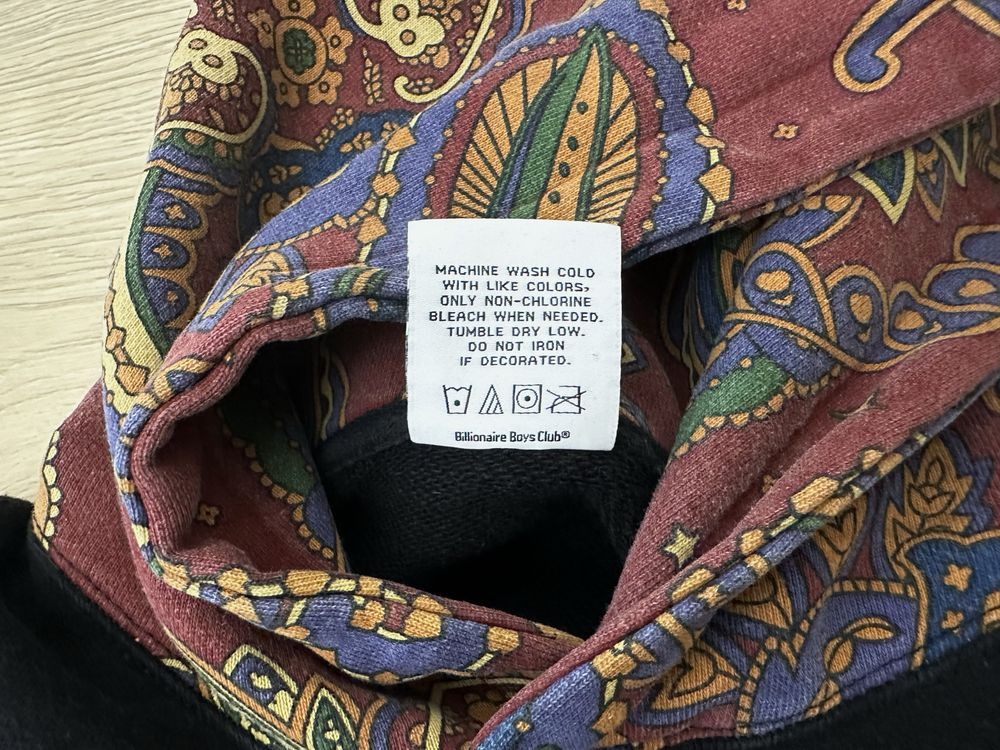 MACHINE WASH COLD
WITH LIKE COLORS,
ONLY NON-CHLORINE
BLEACH WHEN NEEDED.
TUMBLE DRY LOW.
DO NOT IRON
IF DECORATED.
Billionaire Boys Club®